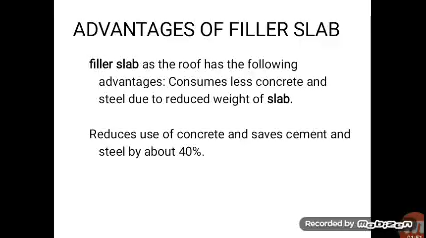 ADVANTAGES OF FILLER SLAB
filler slab as the roof has the following
advantages: Consumes less concrete and
steel due to reduced weight of slab.
Reduces use of concrete and saves cement and
steel by about 40%.
Recorded by Mobizen